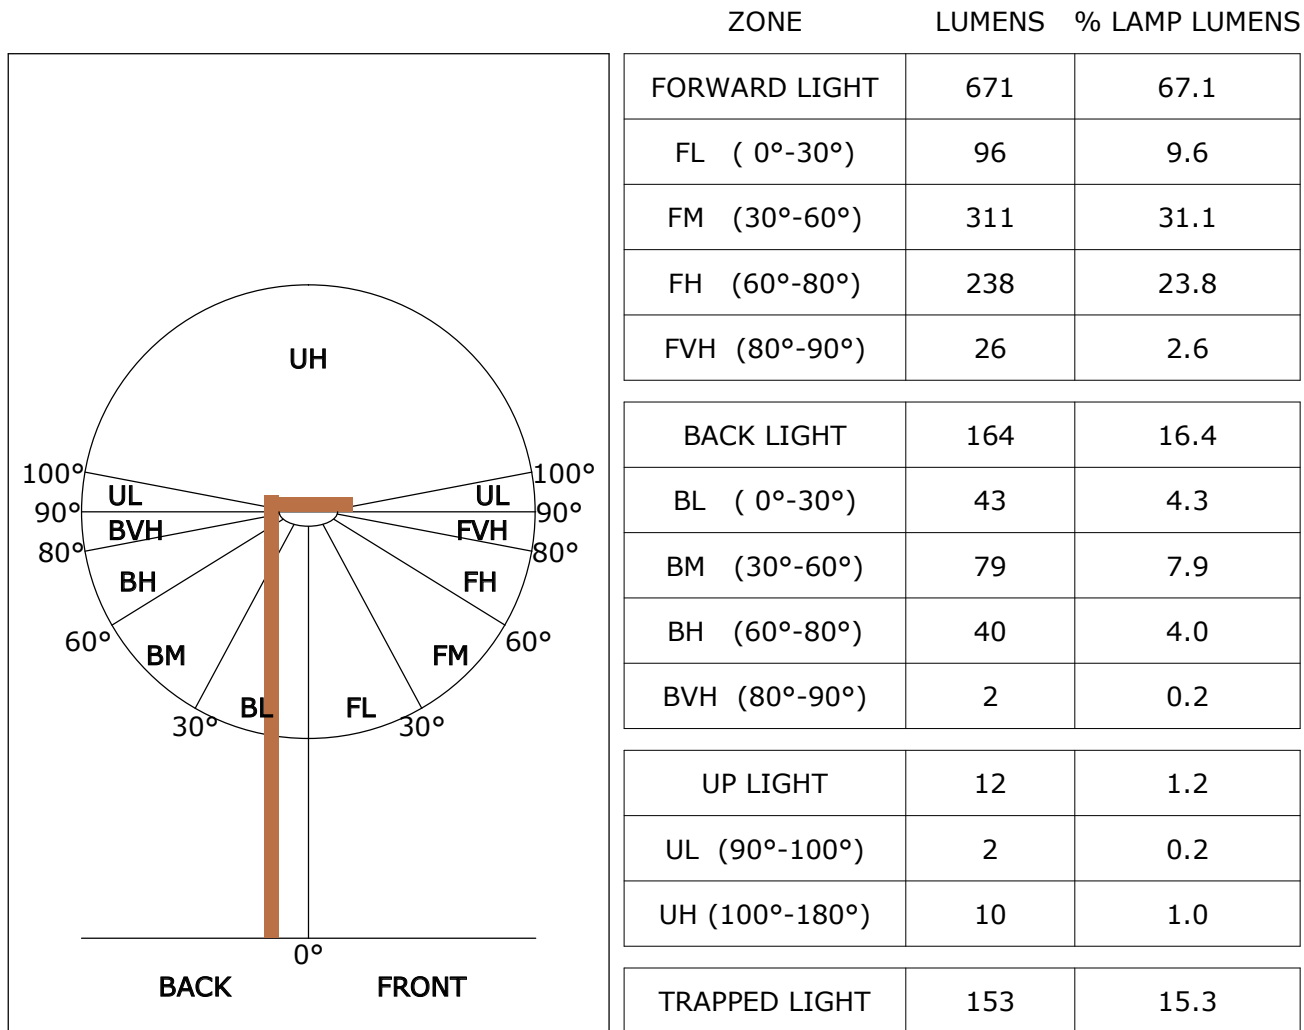 ZONE LUMENS % LAMP LUMENS
FORWARD LIGHT 671 67.1
FL ( 0°-30°) 96 9.6
FM (30°-60°) 311 31.1
FH (60°-80°) 238 23.8
FVH (80°-90°) 26 2.6
BACK LIGHT 164 16.4
BL ( 0°-30°) 43 4.3
BM (30°-60°) 79 7.9
BH (60°-80°) 40 4.0
BVH (80°-90°) 2 0.2
UP LIGHT 12 1.2
UL (90°-100°) 2 0.2
UH (100°-180°) 10 1.0
TRAPPED LIGHT 153 15.3
UH
100° 100°
UL UL
90° 90°
BVH FVH
80° 80°
BH FH
60° 60°
BM FM
BL FL
30° 30°
0°
BACK FRONT